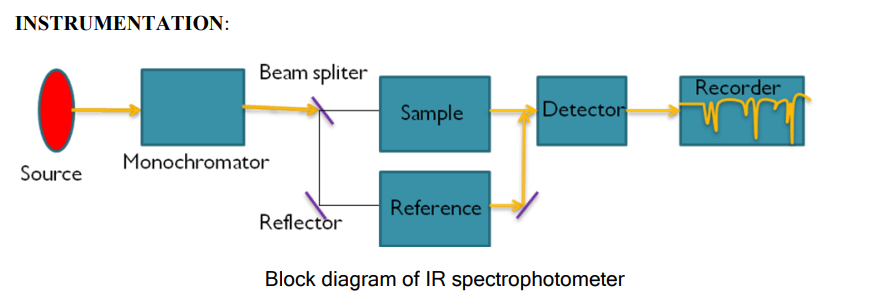 INSTRUMENTATION:
Beam spliter
Recorder
Sample
Detector
Monochromator
Source
Reference
Reflector
Block diagram of IR spectrophotometer